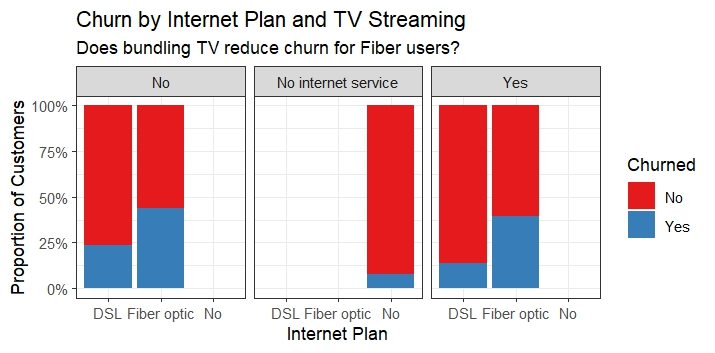 Churn by Internet Plan and TV Streaming
Does bundling TV reduce churn for Fiber users?
No
No internet service
Yes
Proportion of Customers
100%
75%
50%
25%
0%
DSL Fiber optic No
DSL Fiber optic No
DSL Fiber optic No
Internet Plan
Churned
No
Yes